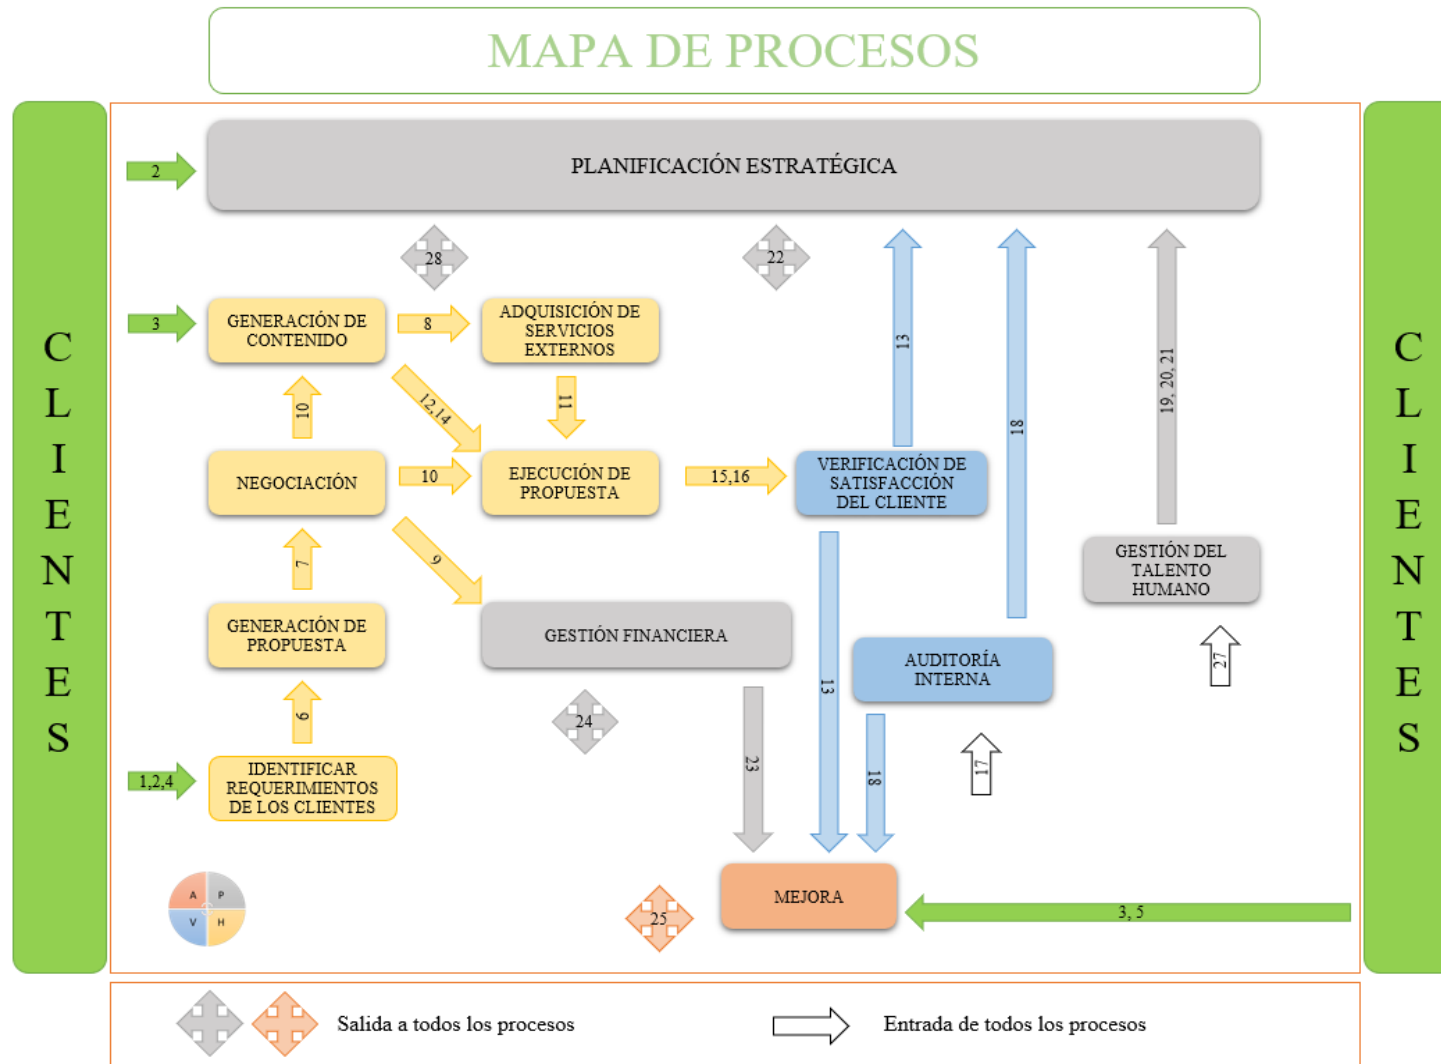 MAPA DE PROCESOS
CLIENTES
2
PLANIFICACIÓN ESTRATÉGICA
28
22
3
GENERACIÓN DE
CONTENIDO
8
ADQUISICIÓN DE
SERVICIOS
EXTERNOS
13
18
19, 20, 21
10
12,14
11
NEGOCIACIÓN
10
EJECUCIÓN DE
PROPUESTA
15,16
VERIFICACIÓN DE
SATISFACCIÓN
DEL CLIENTE
7
9
GESTIÓN DEL
TALENTO
HUMANO
GENERACIÓN DE
PROPUESTA
GESTIÓN FINANCIERA
13
AUDITORÍA
INTERNA
27
6
24
23
18
17
1,2,4
IDENTIFICAR
REQUERIMIENTOS
DE LOS CLIENTES
A P
V H
25
MEJORA
3, 5
CLIENTES
Salida a todos los procesos
Entrada de todos los procesos